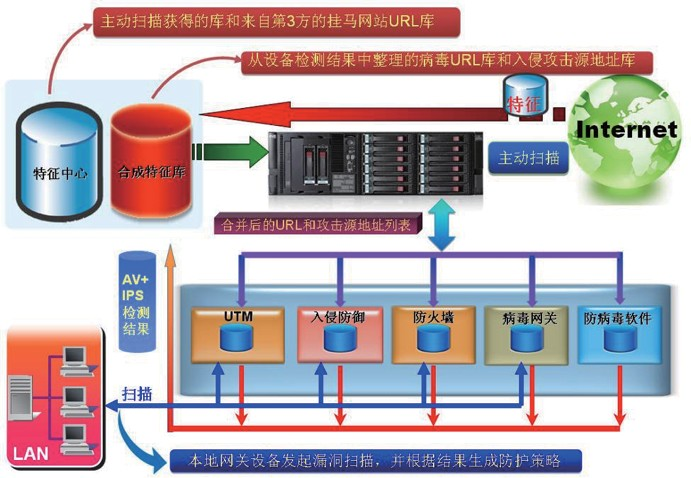 主动扫描获得的库和来自第3方的挂马网站URL库
从设备检测结果中整理的病毒URL库和入侵攻击源地址库
特征
Internet
特征中心
合成特征库
主动扫描
合并后的URL和攻击源地址列表
AV+
IPS
检测
结果
UTM
入侵防御
防火墙
病毒网关
防病毒软件
扫描
LAN
本地网关设备发起漏洞扫描，并根据结果生成防护策略